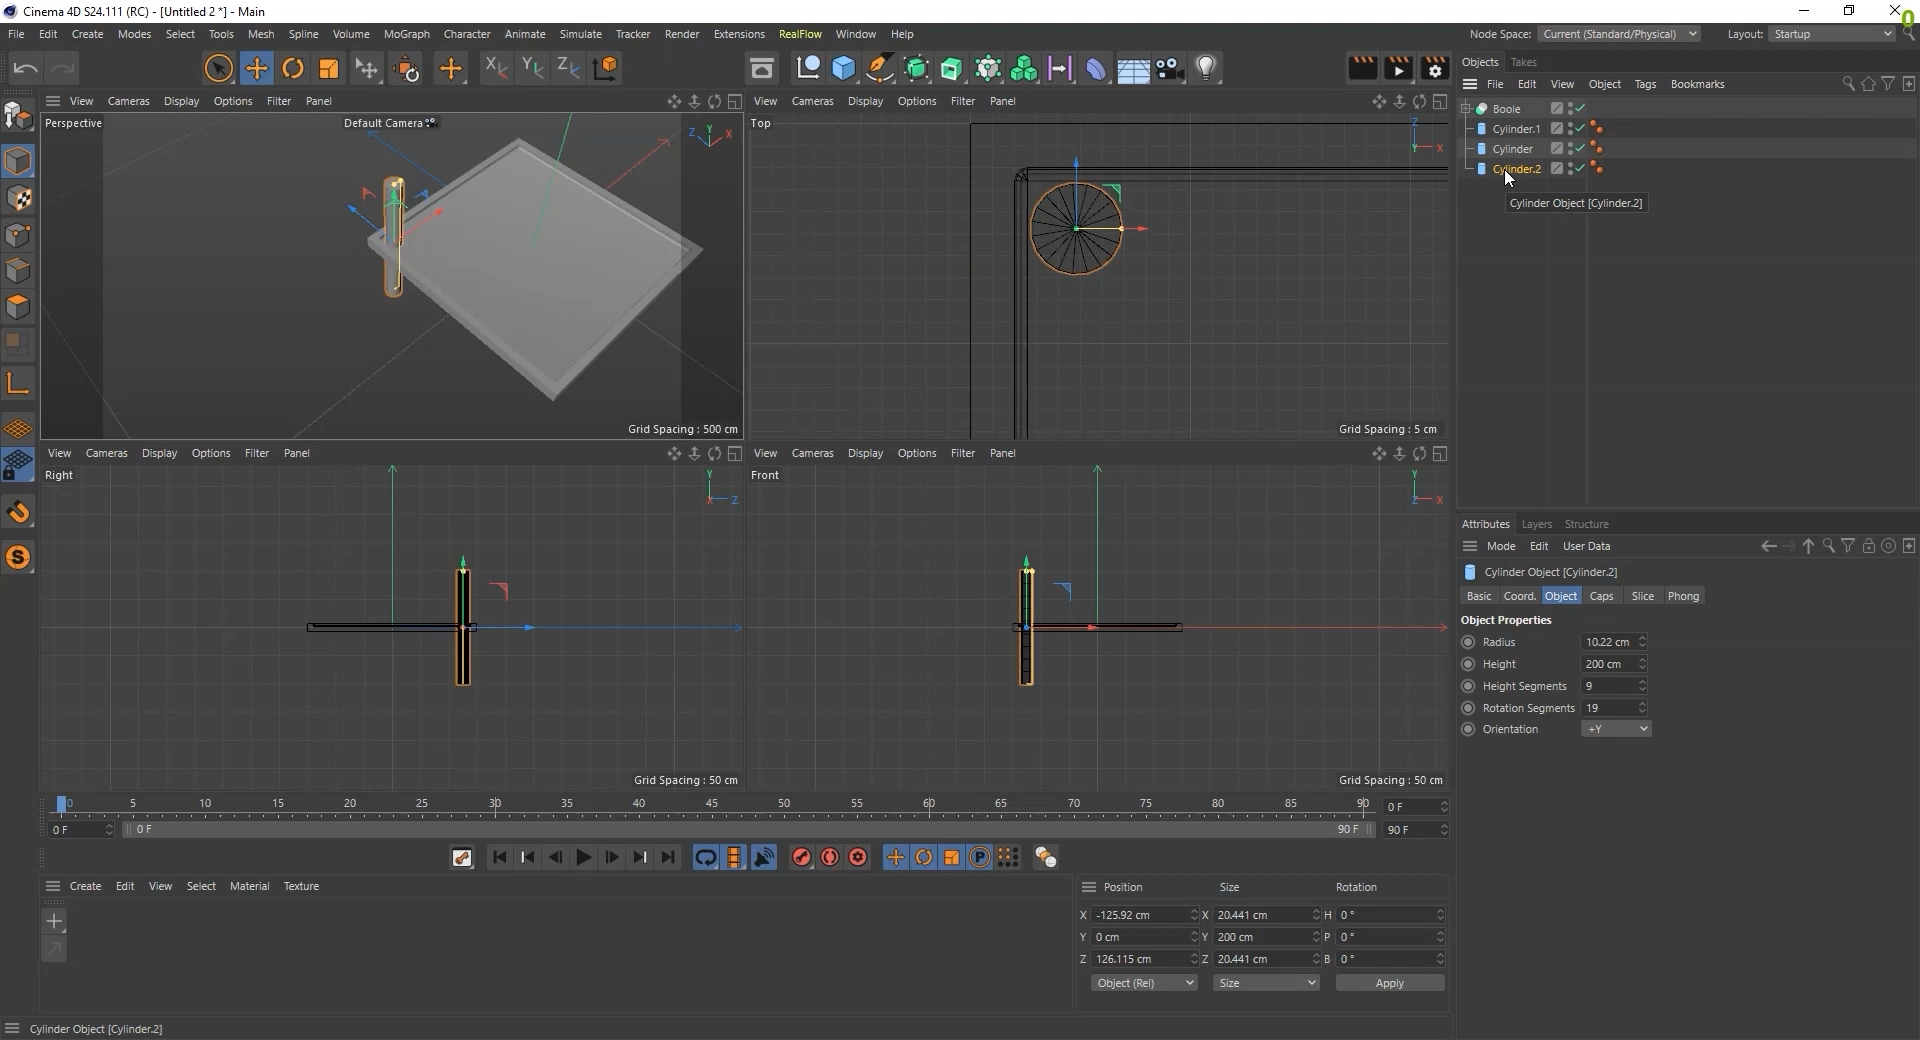 Cinema 4D S24.111 (RC) - [Untitled 2 *] - Main
File Edit Create Modes Select Tools Mesh Spline Volume MoGraph Character Animate Simulate Tracker Render Extensions RealFlow Window Help
Node Space: Current (Standard/Physical) Layout: Startup
Objects Takes
File Edit View Object Tags Bookmarks
View Cameras Display Options Filter Panel
View Cameras Display Options Filter Panel
Perspective Default Camera
Top
Boole
Cylinder.1
Cylinder
Cylinder.2
Cylinder Object [Cylinder.2]
Grid Spacing : 500 cm
Grid Spacing : 5 cm
View Cameras Display Options Filter Panel
View Cameras Display Options Filter Panel
Right
Front
Grid Spacing : 50 cm
Grid Spacing : 50 cm
Attributes Layers Structure
Mode Edit User Data
Cylinder Object [Cylinder.2]
Basic Coord. Object Caps Slice Phong
Object Properties
Radius 10.22 cm
Height 200 cm
Height Segments 9
Rotation Segments 19
Orientation +Y
0 5 10 15 20 25 30 35 40 45 50 55 60 65 70 75 80 85 90 0 F
0 F 0 F 90 F 90 F
Create Edit View Select Material Texture
Position Size Rotation
X -125.92 cm X 20.441 cm H 0 °
Y 0 cm Y 200 cm P 0 °
Z 126.115 cm Z 20.441 cm B 0 °
Object (Rel) Size Apply
Cylinder Object [Cylinder.2]